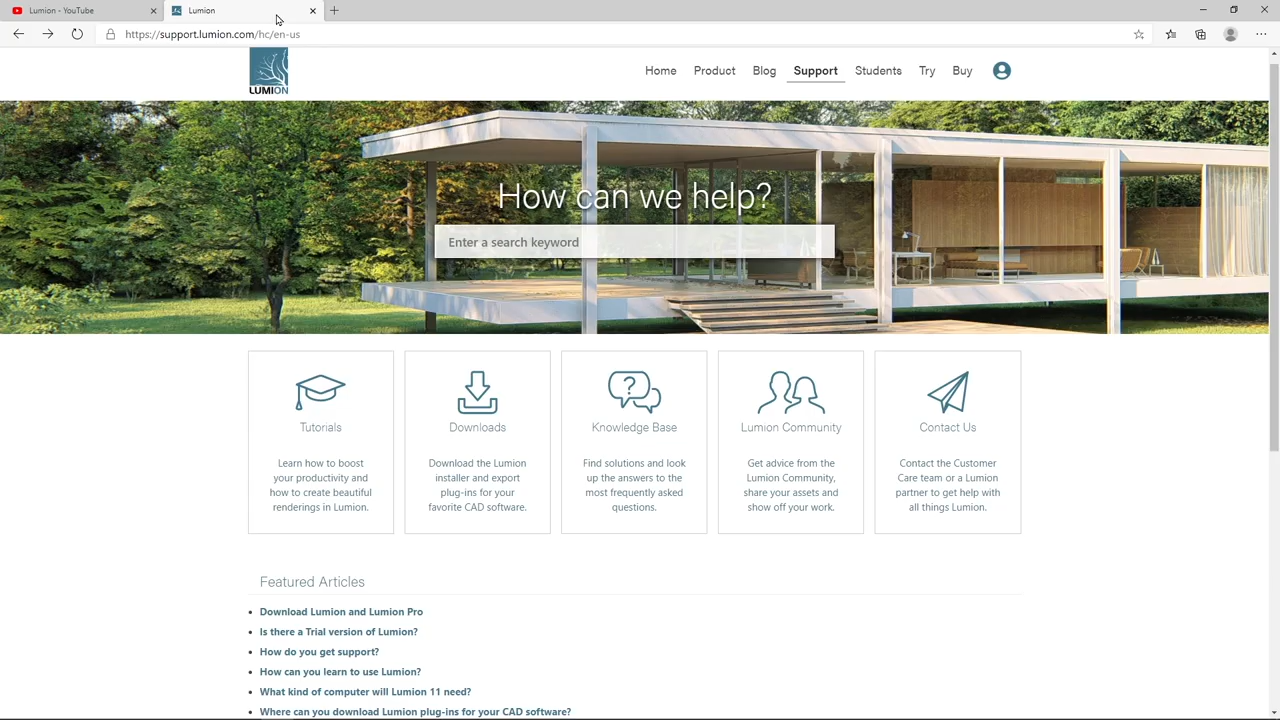 Lumion - YouTube
Lumion
https://support.lumion.com/hc/en-us
LUMION
Home
Product
Blog
Support
Students
Try
Buy
How can we help?
Enter a search keyword
Tutorials
Learn how to boost
your productivity and
how to create beautiful
renderings in Lumion.
Downloads
Download the Lumion
installer and export
plug-ins for your
favorite CAD software.
Knowledge Base
Find solutions and look
up the answers to the
most frequently asked
questions.
Lumion Community
Get advice from the
Lumion Community,
share your assets and
show off your work.
Contact Us
Contact the Customer
Care team or a Lumion
partner to get help with
all things Lumion.
Featured Articles
Download Lumion and Lumion Pro
Is there a Trial version of Lumion?
How do you get support?
How can you learn to use Lumion?
What kind of computer will Lumion 11 need?
Where can you download Lumion plug-ins for your CAD software?